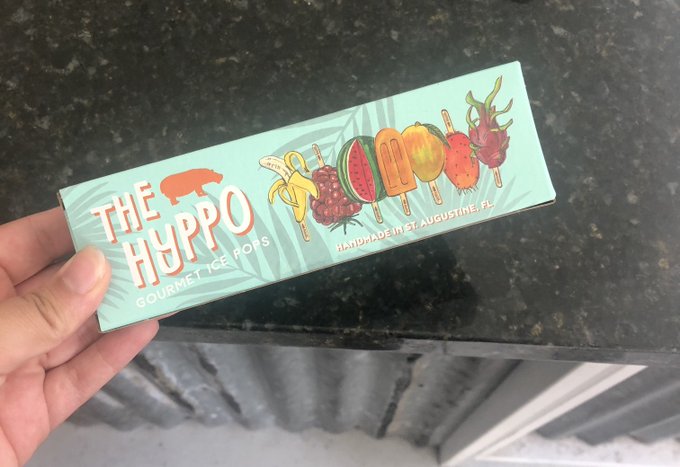 THE
HYPPO
GOURMET ICE POPS
HANDMADE IN ST. AUGUSTINE, FL